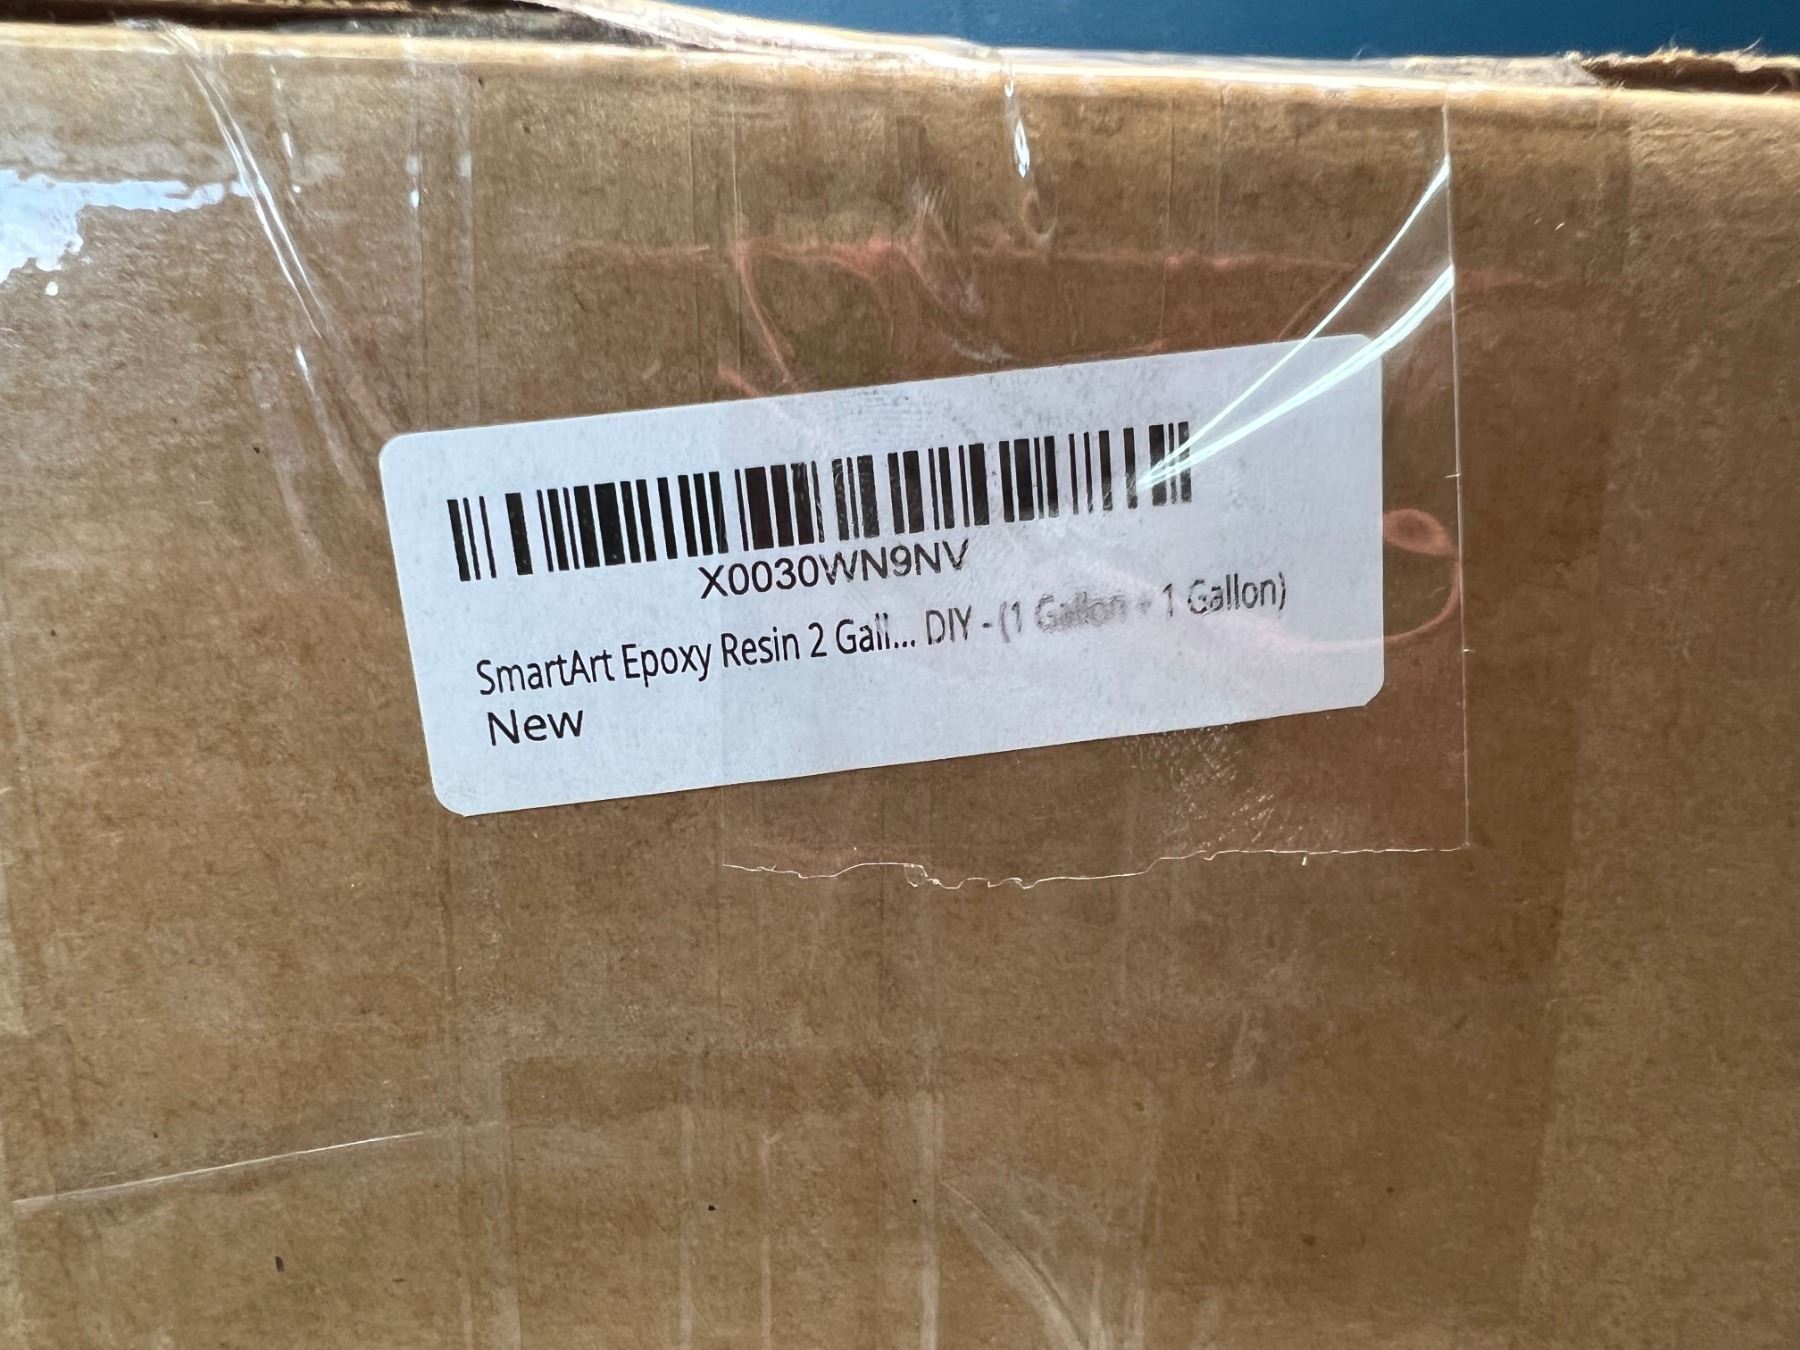 X0030WN9NV
SmartArt Epoxy Resin 2 Gall... DIY - (1 Gallon + 1 Gallon)
New